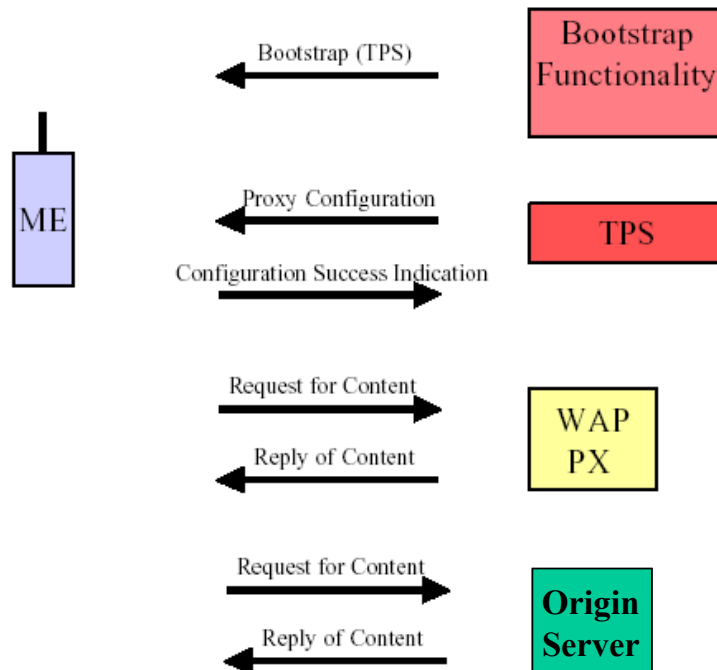 Bootstrap (TPS)
Bootstrap
Functionality
ME
Proxy Configuration
TPS
Configuration Success Indication
Request for Content
WAP
PX
Reply of Content
Request for Content
Origin
Server
Reply of Content